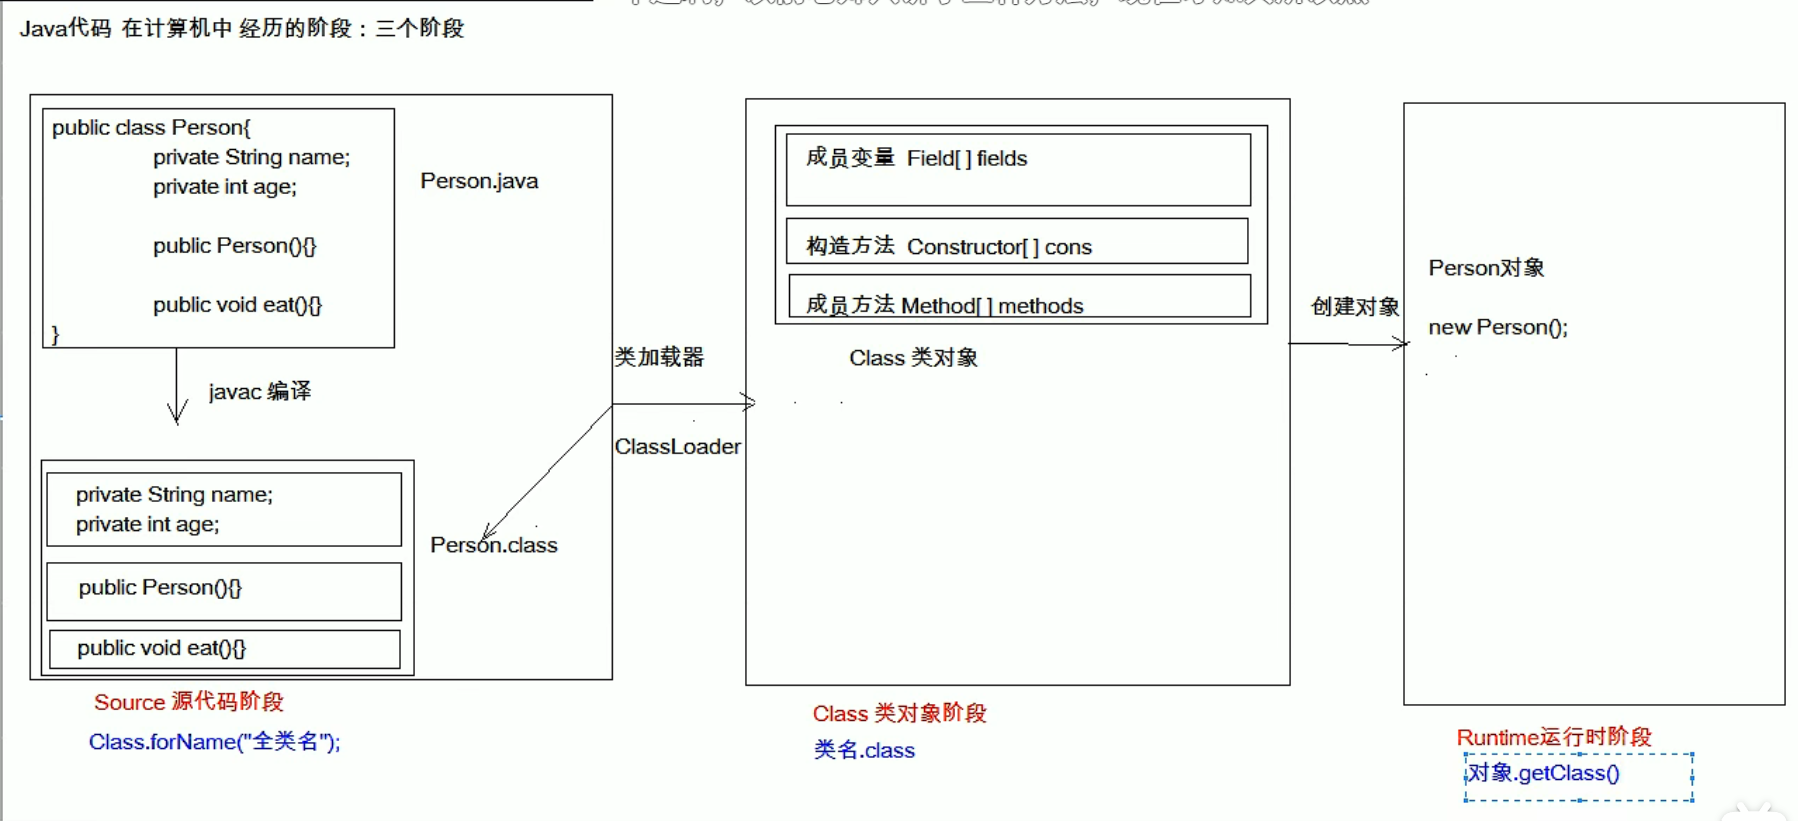 Java代码 在计算机中 经历的阶段：三个阶段
public class Person{
private String name;
private int age;
public Person(){}
public void eat(){}
}
Person.java
javac 编译
private String name;
private int age;
public Person(){}
public void eat(){}
Person.class
Source 源代码阶段
Class.forName("全类名");
类加载器
ClassLoader
成员变量 Field[ ] fields
构造方法 Constructor[ ] cons
成员方法 Method[ ] methods
Class 类对象
Class 类对象阶段
类名.class
创建对象
Person对象
new Person();
Runtime运行时阶段
对象.getClass()